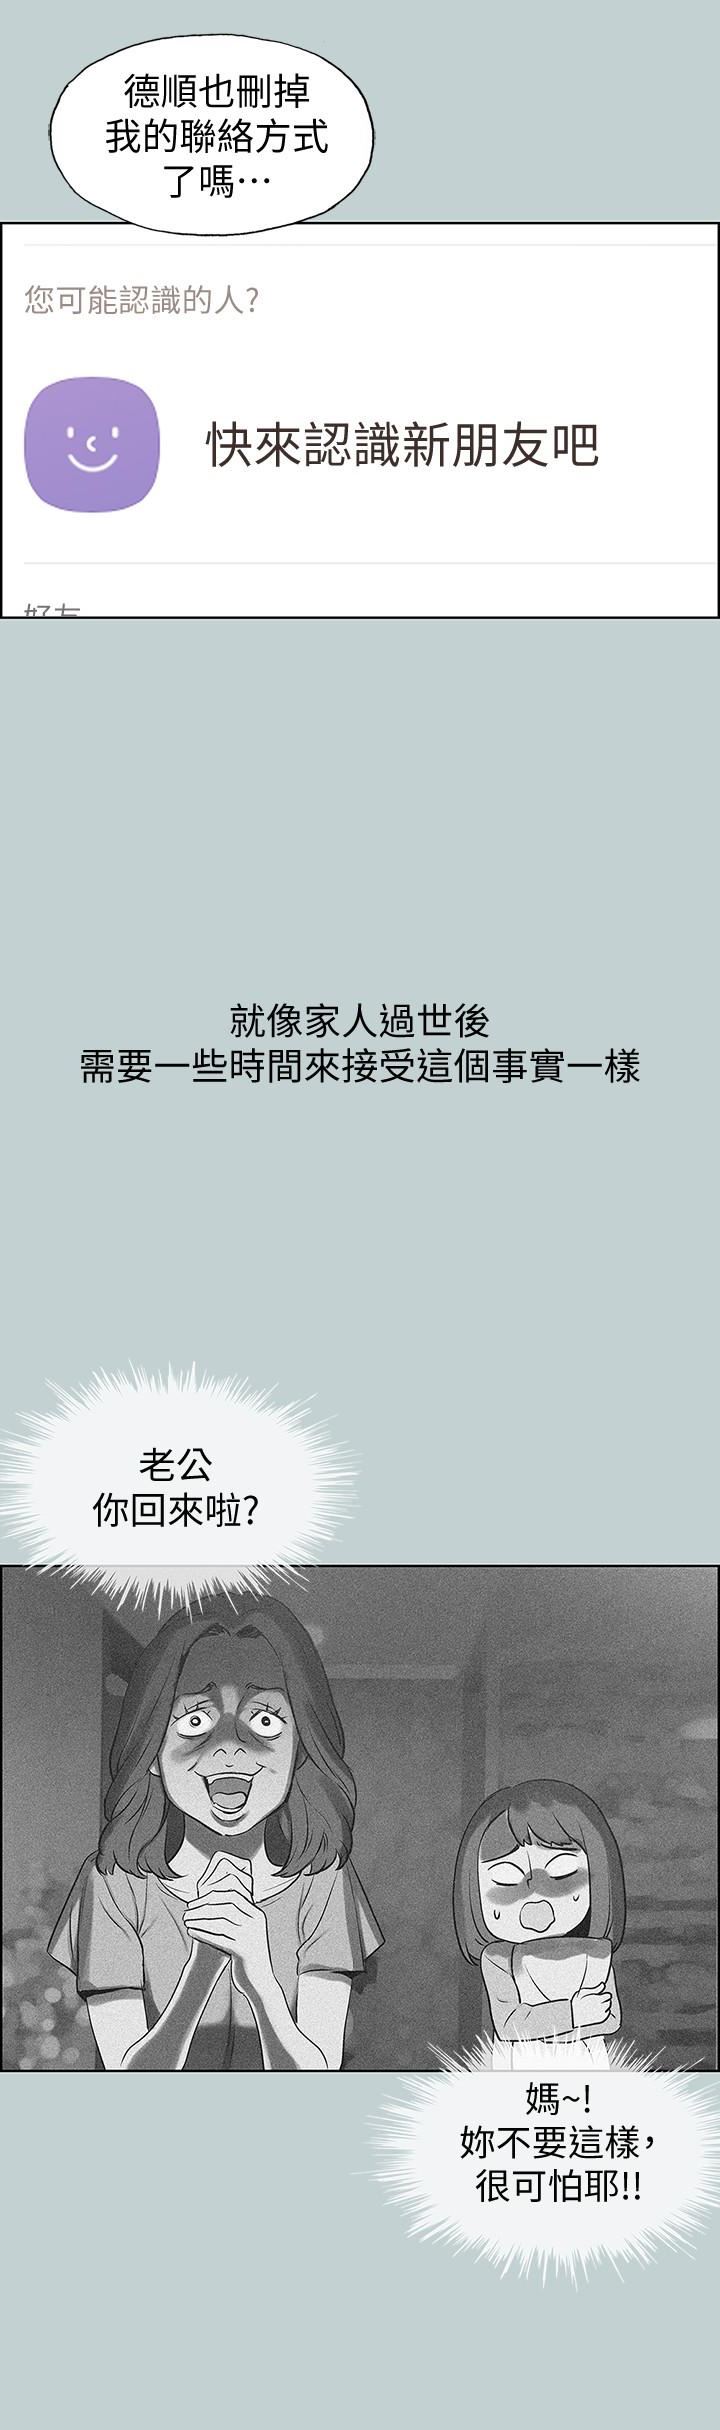 德順也刪掉
我的聯絡方式
了嗎…
您可能認識的人?
快來認識新朋友吧
好友
就像家人過世後
需要一些時間來接受這個事實一樣
老公
你回來啦?
媽~!
妳不要這樣,
很可怕耶!!